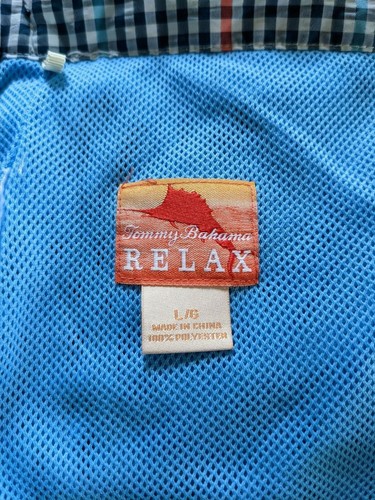 Tommy Bahama
RELAX
L/G
MADE IN CHINA
100% POLYESTER